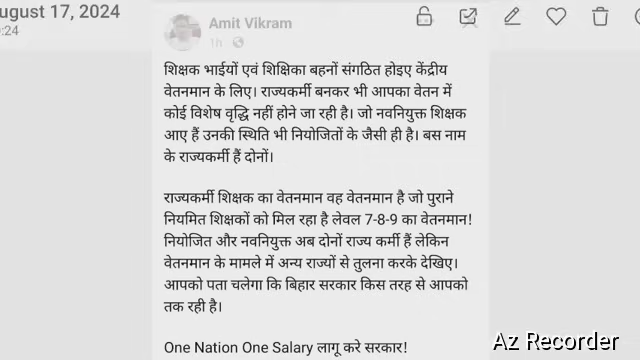 ugust 17, 2024
:24
Amit Vikram
1h
शिक्षक भाईयों एवं शिक्षिका बहनों संगठित होइए केंद्रीय
वेतनमान के लिए। राज्यकर्मी बनकर भी आपका वेतन में
कोई विशेष वृद्धि नहीं होने जा रही है। जो नवनियुक्त शिक्षक
आए हैं उनकी स्थिति भी नियोजितों के जैसी ही है। बस नाम
के राज्यकर्मी हैं दोनों।
राज्यकर्मी शिक्षक का वेतनमान वह वेतनमान है जो पुराने
नियमित शिक्षकों को मिल रहा है लेवल 7-8-9 का वेतनमान!
नियोजित और नवनियुक्त अब दोनों राज्य कर्मी हैं लेकिन
वेतनमान के मामले में अन्य राज्यों से तुलना करके देखिए।
आपको पता चलेगा कि बिहार सरकार किस तरह से आपको
तक रही है।
One Nation One Salary लागू करे सरकार!
Az Recorder